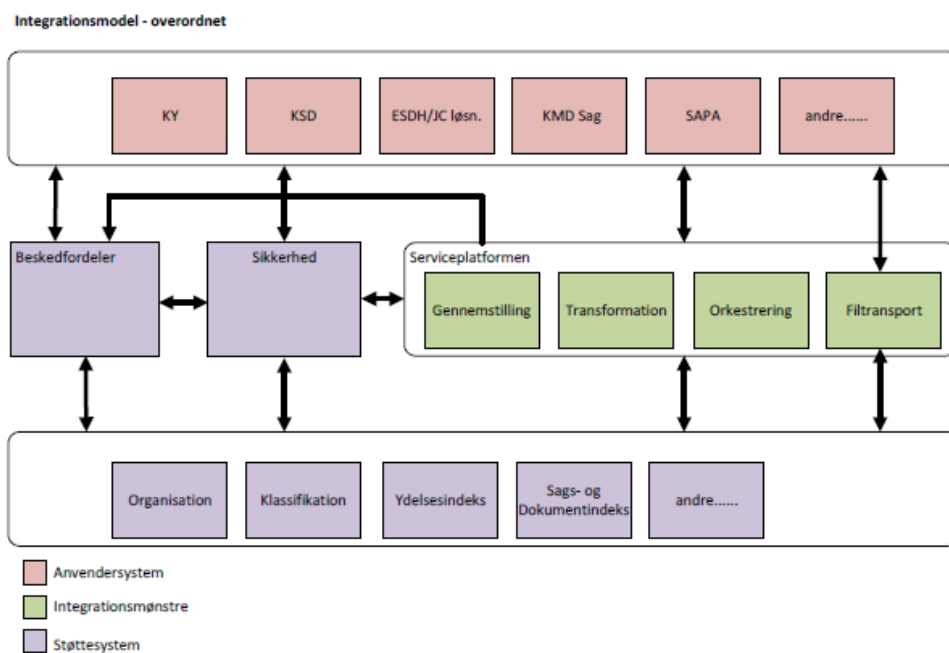 Integrationsmodel - overordnet
KY
KSD
ESDH/JC løsn.
KMD Sag
SAPA
andre......
Beskedfordeler
Sikkerhed
Serviceplatformen
Gennemstilling
Transformation
Orkestrering
Filtransport
Organisation
Klassifikation
Ydelsesindeks
Sags- og
Dokumentindeks
andre......
Anvendersystem
Integrationsmønstre
Støttesystem